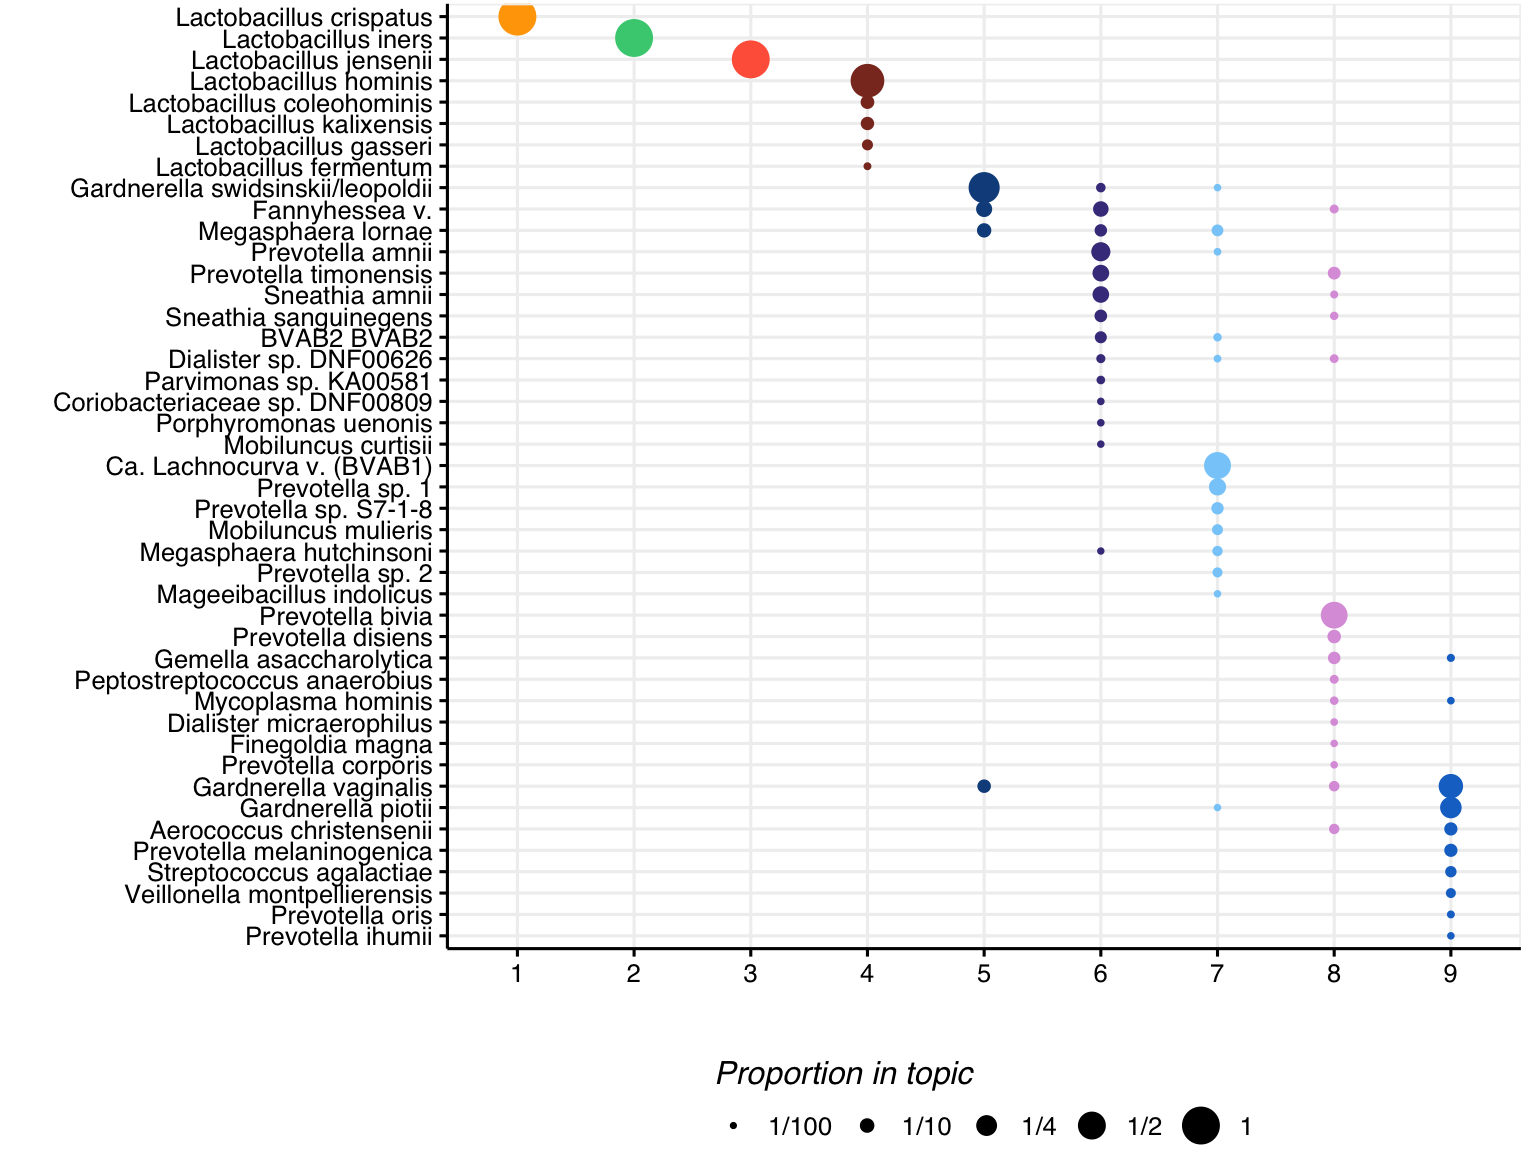 Lactobacillus crispatus
Lactobacillus iners
Lactobacillus jensenii
Lactobacillus hominis
Lactobacillus coleohominis
Lactobacillus kalixensis
Lactobacillus gasseri
Lactobacillus fermentum
Gardnerella swidsinskii/leopoldii
Fannyhessea v.
Megasphaera lornae
Prevotella amnii
Prevotella timonensis
Sneathia amnii
Sneathia sanguinegens
BVAB2 BVAB2
Dialister sp. DNF00626
Parvimonas sp. KA00581
Coriobacteriaceae sp. DNF00809
Porphyromonas uenonis
Mobiluncus curtisii
Ca. Lachnocurva v. (BVAB1)
Prevotella sp. 1
Prevotella sp. S7-1-8
Mobiluncus mulieris
Megasphaera hutchinsoni
Prevotella sp. 2
Mageeibacillus indolicus
Prevotella bivia
Prevotella disiens
Gemella asaccharolytica
Peptostreptococcus anaerobius
Mycoplasma hominis
Dialister micraerophilus
Finegoldia magna
Prevotella corporis
Gardnerella vaginalis
Gardnerella piotii
Aerococcus christensenii
Prevotella melaninogenica
Streptococcus agalactiae
Veillonella montpellierensis
Prevotella oris
Prevotella ihumii
1 2 3 4 5 6 7 8 9
Proportion in topic
1/100 1/10 1/4 1/2 1